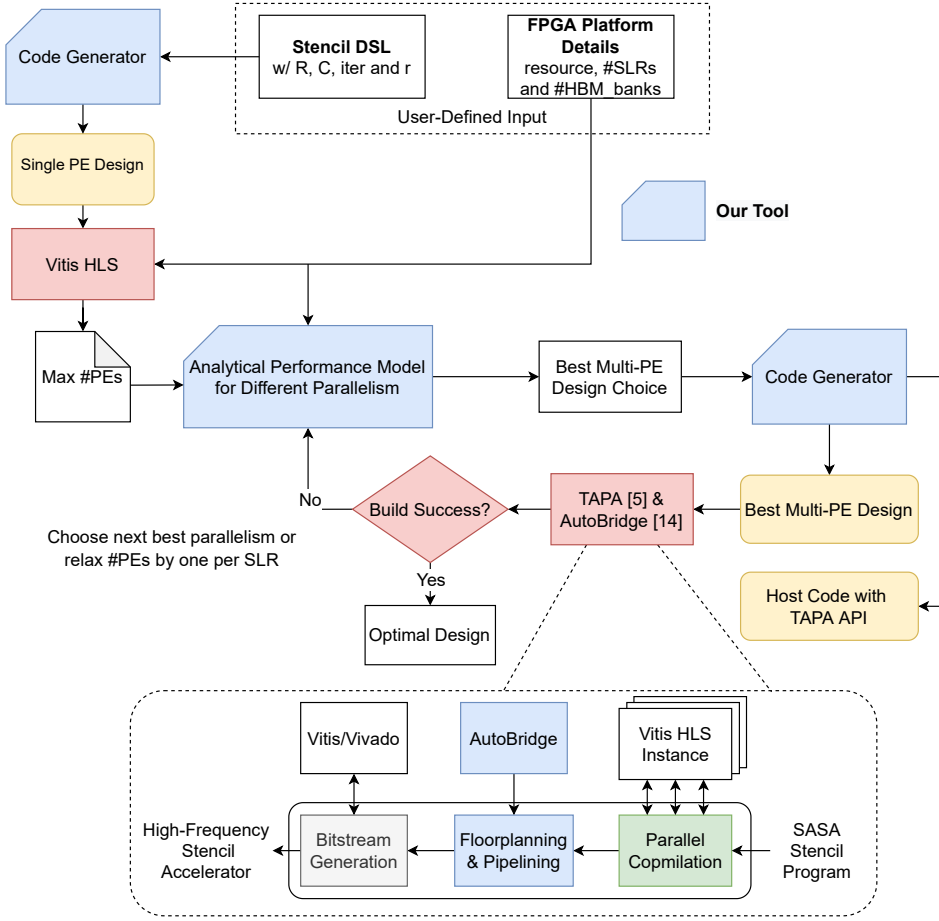 Code Generator
Stencil DSL
w/ R, C, iter and r
FPGA Platform
Details
resource, #SLRs
and #HBM_banks
User-Defined Input
Single PE Design
Our Tool
Vitis HLS
Max #PEs
Analytical Performance Model
for Different Parallelism
Best Multi-PE
Design Choice
Code Generator
No
Build Success?
TAPA [5] &
AutoBridge [14]
Best Multi-PE Design
Choose next best parallelism or
relax #PEs by one per SLR
Yes
Optimal Design
Host Code with
TAPA API
Vitis/Vivado
AutoBridge
Vitis HLS
Instance
High-Frequency
Stencil
Accelerator
Bitstream
Generation
Floorplanning
& Pipelining
Parallel
Copmilation
SASA
Stencil
Program